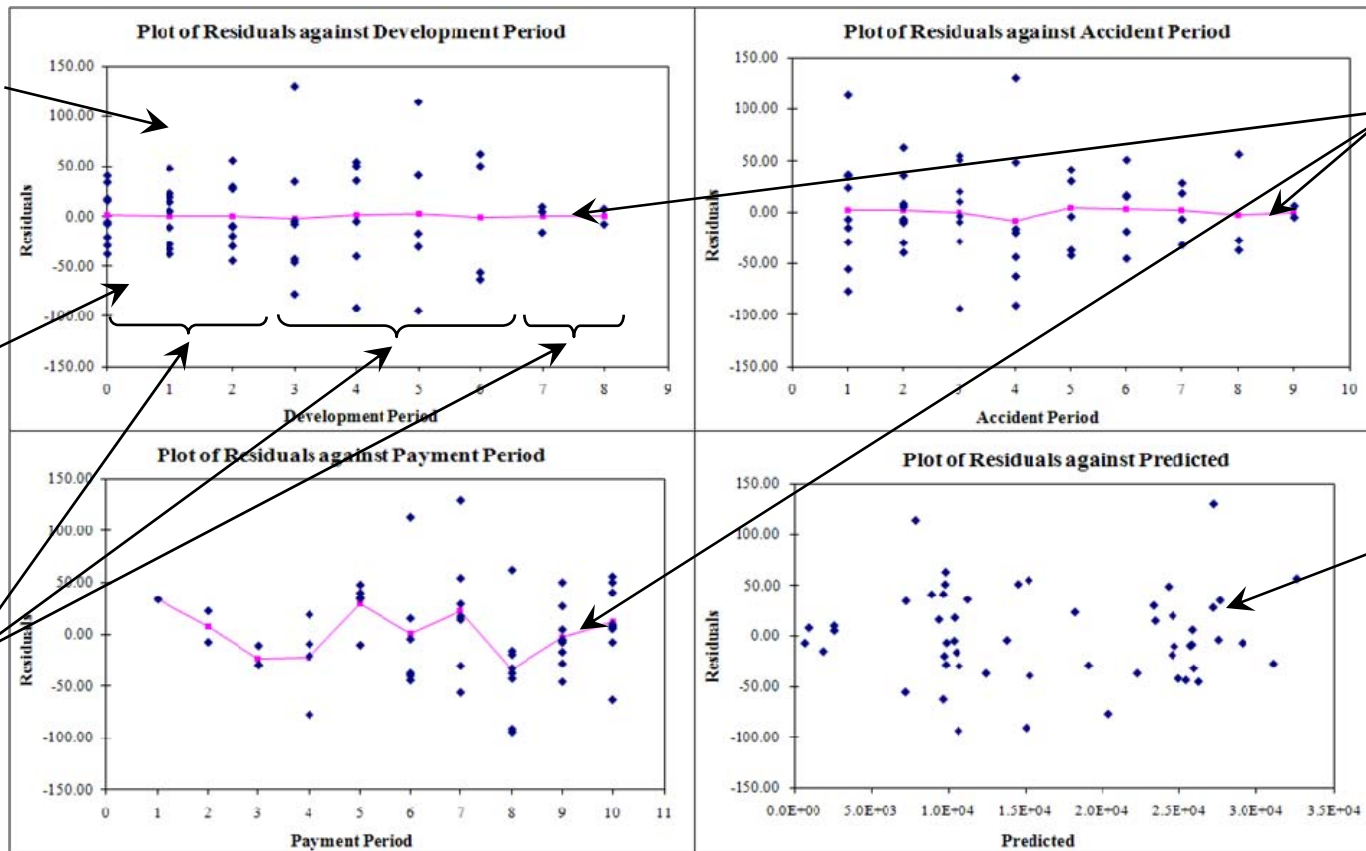 Plot of Residuals against Development Period
150.00
100.00
50.00
0.00
-50.00
-100.00
-150.00
Residuals
0 1 2 3 4 5 6 7 8 9
Development Period
Plot of Residuals against Accident Period
150.00
100.00
50.00
0.00
-50.00
-100.00
-150.00
Residuals
0 1 2 3 4 5 6 7 8 9 10
Accident Period
Plot of Residuals against Payment Period
150.00
100.00
50.00
0.00
-50.00
-100.00
-150.00
Residuals
0 1 2 3 4 5 6 7 8 9 10 11
Payment Period
Plot of Residuals against Predicted
150.00
100.00
50.00
0.00
-50.00
-100.00
-150.00
Residuals
0.0E+00 5.0E+03 1.0E+04 1.5E+04 2.0E+04 2.5E+04 3.0E+04 3.5E+04
Predicted